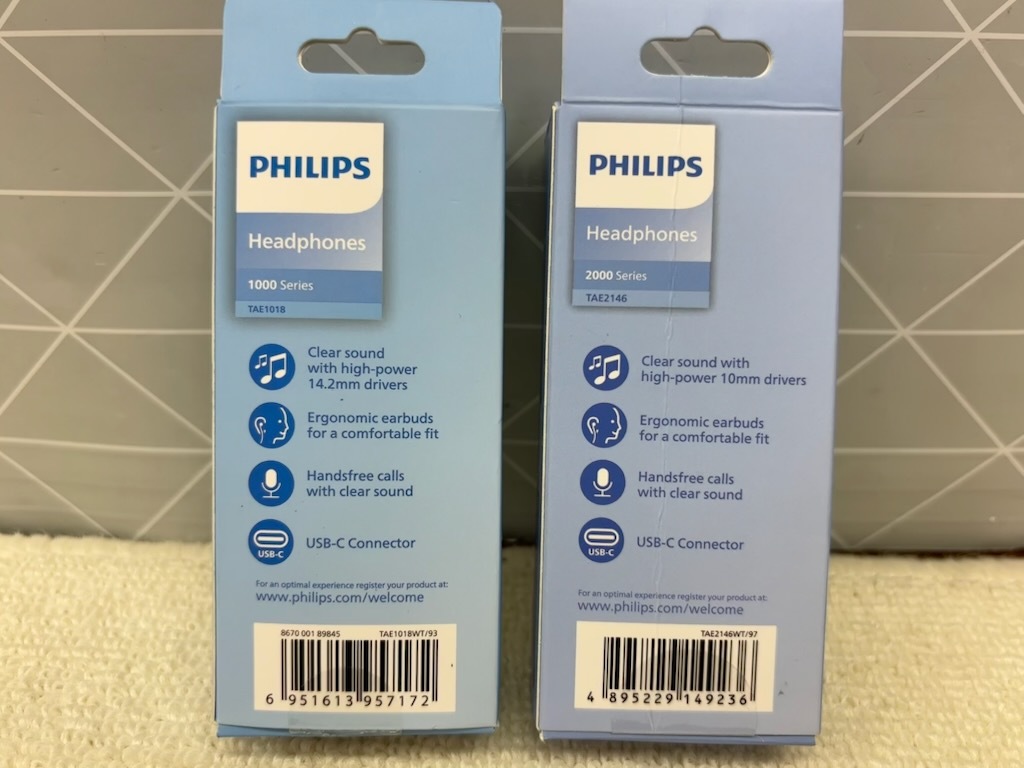 PHILIPS
Headphones
1000 Series
TAE1018
Clear sound
with high-power
14.2mm drivers
Ergonomic earbuds
for a comfortable fit
Handsfree calls
with clear sound
USB-C
USB-C Connector
For an optimal experience register your product at:
www.philips.com/welcome
8670 001 89845 TAE1018WT/93
6 951613 957172
PHILIPS
Headphones
2000 Series
TAE2146
Clear sound with
high-power 10mm drivers
Ergonomic earbuds
for a comfortable fit
Handsfree calls
with clear sound
USB-C
USB-C Connector
For an optimal experience register your product at:
www.philips.com/welcome
TAE2146WT/97
4 895229 149236